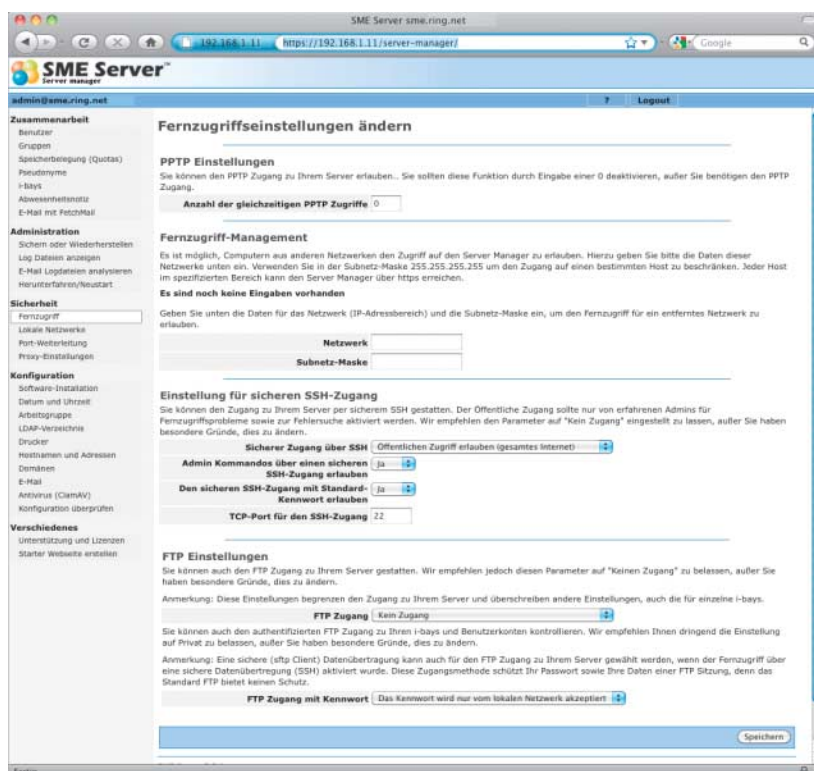 SME Server sme.ring.net
192.168.1.11
https://192.168.1.11/server-manager/
Google
SME Server™
Server manager
admin@sme.ring.net
?
Logout
Zusammenarbeit
Benutzer
Gruppen
Speicherbelegung (Quotas)
Pseudonyme
i-bays
Abwesenheitsnotiz
E-Mail mit FetchMail
Administration
Sichern oder Wiederherstellen
Log Dateien anzeigen
E-Mail Logdateien analysieren
Herunterfahren/Neustart
Sicherheit
Fernzugriff
Lokale Netzwerke
Port-Weiterleitung
Proxy-Einstellungen
Konfiguration
Software-Installation
Datum und Uhrzeit
Arbeitsgruppe
LDAP-Verzeichnis
Drucker
Hostnamen und Adressen
Domänen
E-Mail
Antivirus (ClamAV)
Konfiguration überprüfen
Verschiedenes
Unterstützung und Lizenzen
Starter Webseite erstellen
Fernzugriffseinstellungen ändern
PPTP Einstellungen
Sie können den PPTP Zugang zu Ihrem Server erlauben.. Sie sollten diese Funktion durch Eingabe einer 0 deaktivieren, außer Sie benötigen den PPTP
Zugang.
Anzahl der gleichzeitigen PPTP Zugriffe 0
Fernzugriff-Management
Es ist möglich, Computern aus anderen Netzwerken den Zugriff auf den Server Manager zu erlauben. Hierzu geben Sie bitte die Daten dieser
Netzwerke unten ein. Verwenden Sie in der Subnetz-Maske 255.255.255.255 um den Zugang auf einen bestimmten Host zu beschränken. Jeder Host
im spezifizierten Bereich kann den Server Manager über https erreichen.
Es sind noch keine Eingaben vorhanden
Geben Sie unten die Daten für das Netzwerk (IP-Adressbereich) und die Subnetz-Maske ein, um den Fernzugriff für ein entferntes Netzwerk zu
erlauben.
Netzwerk
Subnetz-Maske
Einstellung für sicheren SSH-Zugang
Sie können den Zugang zu Ihrem Server per sicherem SSH gestatten. Der Öffentliche Zugang sollte nur von erfahrenen Admins für
Fernzugriffsprobleme sowie zur Fehlersuche aktiviert werden. Wir empfehlen den Parameter auf "Kein Zugang" eingestellt zu lassen, außer Sie haben
besondere Gründe, dies zu ändern.
Sicherer Zugang über SSH Öffentlichen Zugriff erlauben (gesamtes Internet)
Admin Kommandos über einen sicheren Ja
SSH-Zugang erlauben
Den sicheren SSH-Zugang mit Standard- Ja
Kennwort erlauben
TCP-Port für den SSH-Zugang 22
FTP Einstellungen
Sie können auch den FTP Zugang zu Ihrem Server gestatten. Wir empfehlen jedoch diesen Parameter auf "Keinen Zugang" zu belassen, außer Sie
haben besondere Gründe, dies zu ändern.
Anmerkung: Diese Einstellungen begrenzen den Zugang zu Ihrem Server und überschreiben andere Einstellungen, auch die für einzelne i-bays.
FTP Zugang Kein Zugang
Sie können auch den authentifizierten FTP Zugang zu Ihren i-bays und Benutzerkonten kontrollieren. Wir empfehlen Ihnen dringend die Einstellung
auf Privat zu belassen, außer Sie haben besondere Gründe, dies zu ändern.
Anmerkung: Eine sichere (sftp Client) Datenübertragung kann auch für den FTP Zugang zu Ihrem Server gewählt werden, wenn der Fernzugriff über
eine sichere Datenübertregung (SSH) aktiviert wurde. Diese Zugangsmethode schützt Ihr Passwort sowie Ihre Daten einer FTP Sitzung, denn das
Standard FTP bietet keinen Schutz.
FTP Zugang mit Kennwort Das Kennwort wird nur vom lokalen Netzwerk akzeptiert
Speichern